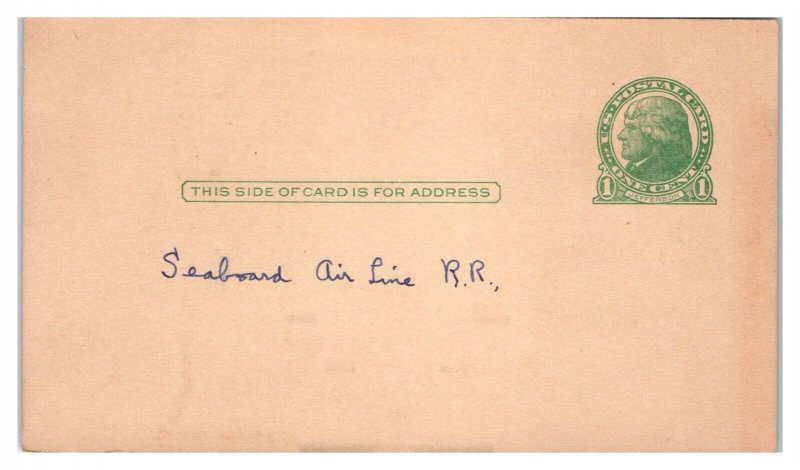 U.S. POSTAL CARD
ONE CENT
1 JEFFERSON 1
THIS SIDE OF CARD IS FOR ADDRESS
Seaboard Air Line R.R.,